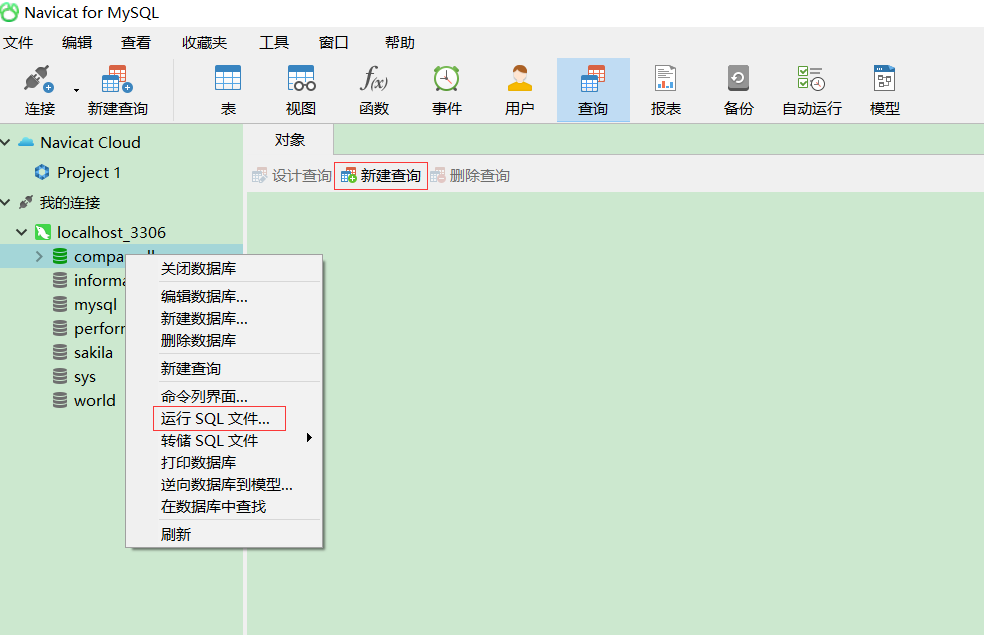 Navicat for MySQL
文件 编辑 查看 收藏夹 工具 窗口 帮助
连接 新建查询 表 视图 函数 事件 用户 查询 报表 备份 自动运行 模型
Navicat Cloud
Project 1
我的连接
localhost_3306
compa
informa
mysql
perforr
sakila
sys
world
对象
设计查询 新建查询 删除查询
关闭数据库
编辑数据库...
新建数据库...
删除数据库
新建查询
命令列界面...
运行 SQL 文件...
转储 SQL 文件
打印数据库
逆向数据库到模型...
在数据库中查找
刷新